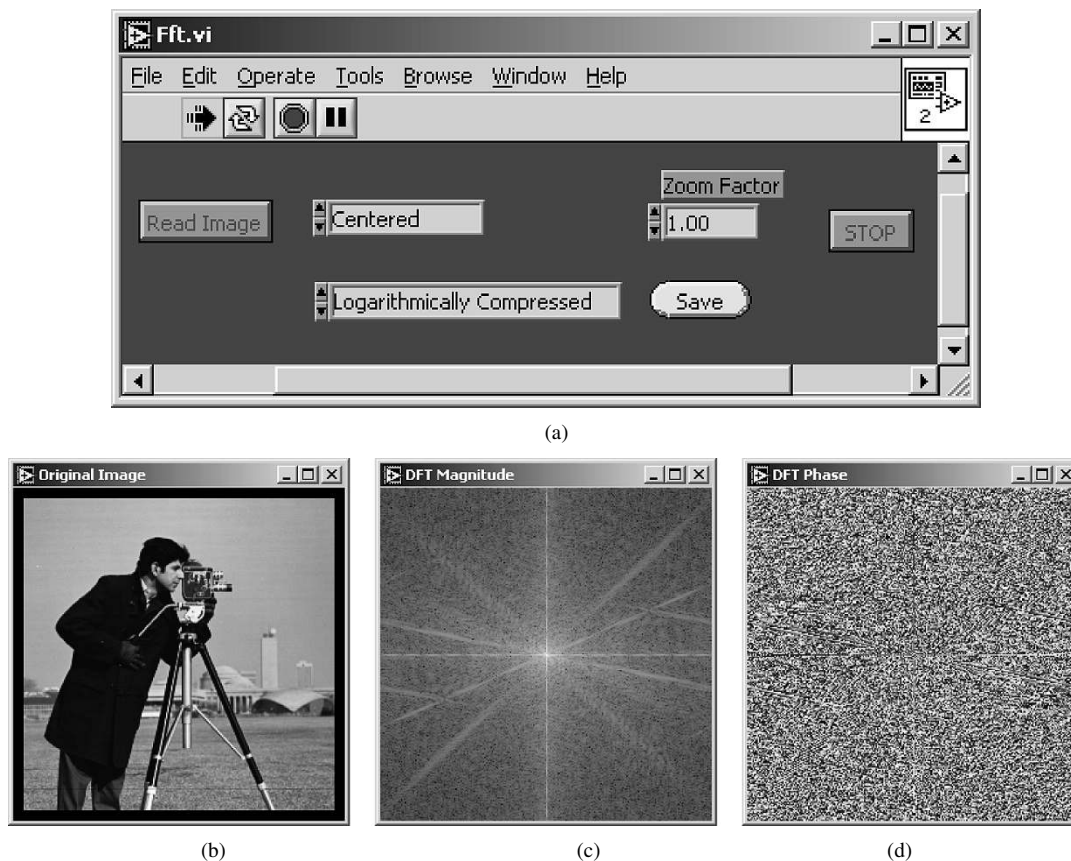 Fft.vi
File Edit Operate Tools Browse Window Help
2
Zoom Factor
Read Image
Centered
1.00
STOP
Logarithmically Compressed
Save
(a)
Original Image
DFT Magnitude
DFT Phase
(b)
(c)
(d)